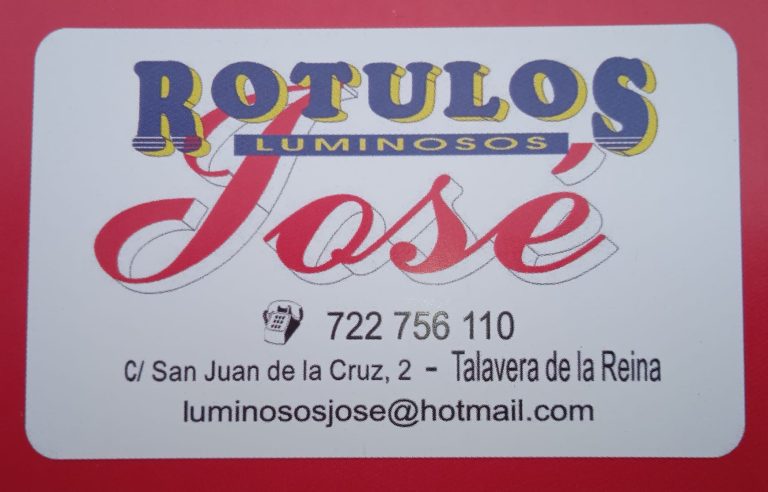 ROTULOS
LUMINOSOS
José
722 756 110
C/ San Juan de la Cruz, 2 - Talavera de la Reina
luminososjose@hotmail.com